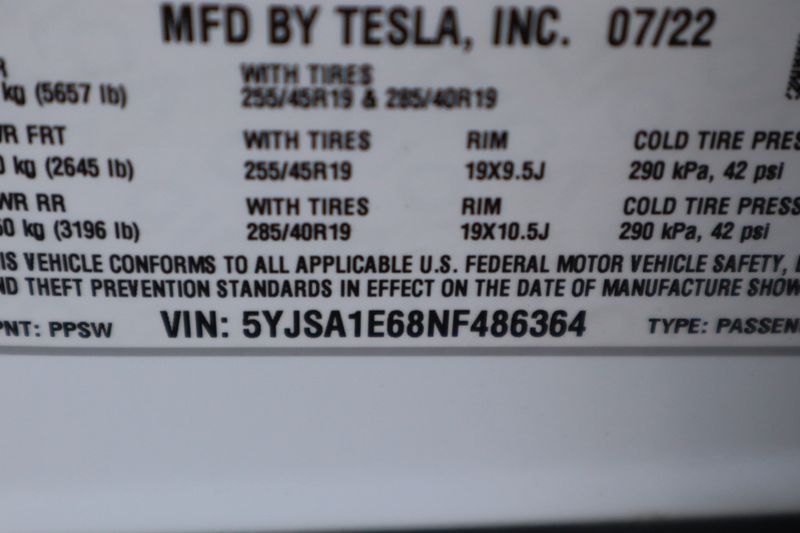 MFD BY TESLA, INC. 07/22
R WITH TIRES
kg (5657 lb) 255/45R19 & 285/40R19
WR FRT WITH TIRES RIM COLD TIRE PRES
0 kg (2645 lb) 255/45R19 19X9.5J 290 kPa, 42 psi
WR RR WITH TIRES RIM COLD TIRE PRESS
50 kg (3196 lb) 285/40R19 19X10.5J 290 kPa, 42 psi
IS VEHICLE CONFORMS TO ALL APPLICABLE U.S. FEDERAL MOTOR VEHICLE SAFETY,
ND THEFT PREVENTION STANDARDS IN EFFECT ON THE DATE OF MANUFACTURE SHOW
PNT: PPSW VIN: 5YJSA1E68NF486364 TYPE: PASSEN